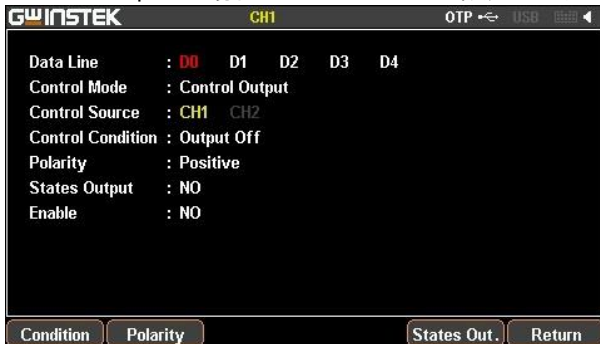 GWINSTEK CH1 OTP USB
Data Line : D0 D1 D2 D3 D4
Control Mode : Control Output
Control Source : CH1 CH2
Control Condition : Output Off
Polarity : Positive
States Output : NO
Enable : NO
Condition Polarity States Out. Return